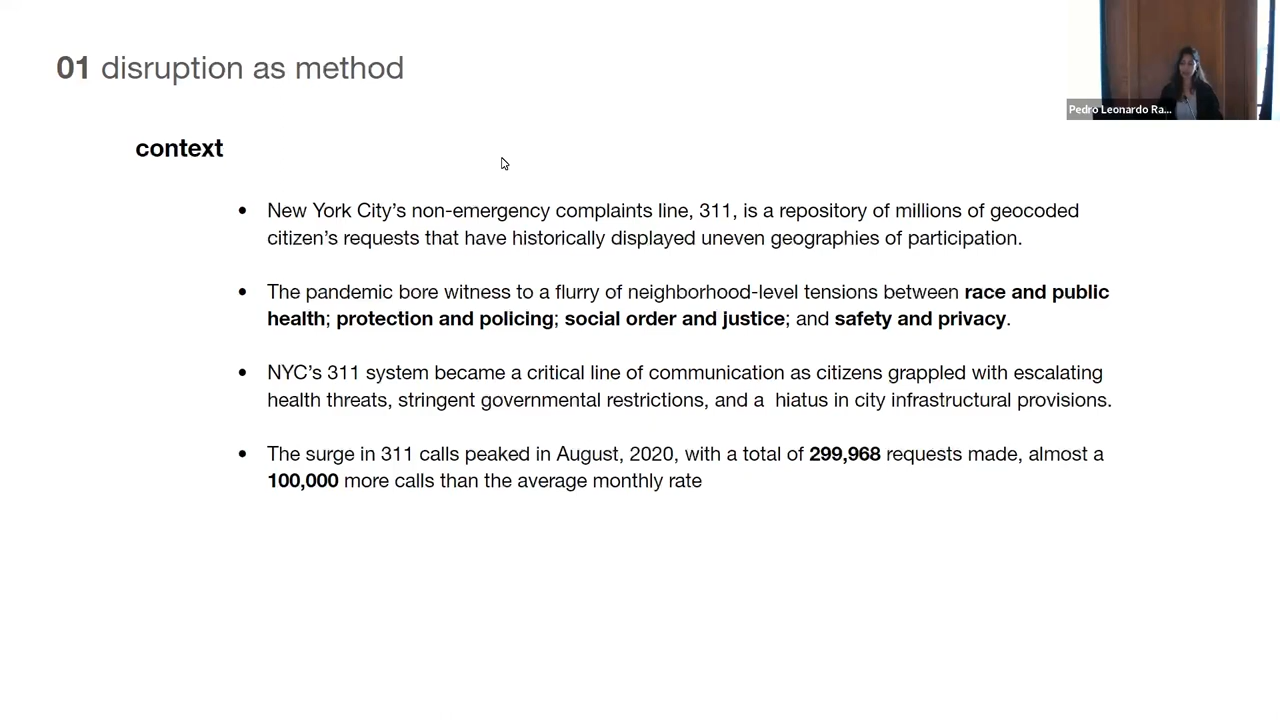 01 disruption as method
Pedro Leonardo Ra...
context
• New York City’s non-emergency complaints line, 311, is a repository of millions of geocoded
citizen’s requests that have historically displayed uneven geographies of participation.
• The pandemic bore witness to a flurry of neighborhood-level tensions between race and public
health; protection and policing; social order and justice; and safety and privacy.
• NYC’s 311 system became a critical line of communication as citizens grappled with escalating
health threats, stringent governmental restrictions, and a hiatus in city infrastructural provisions.
• The surge in 311 calls peaked in August, 2020, with a total of 299,968 requests made, almost a
100,000 more calls than the average monthly rate